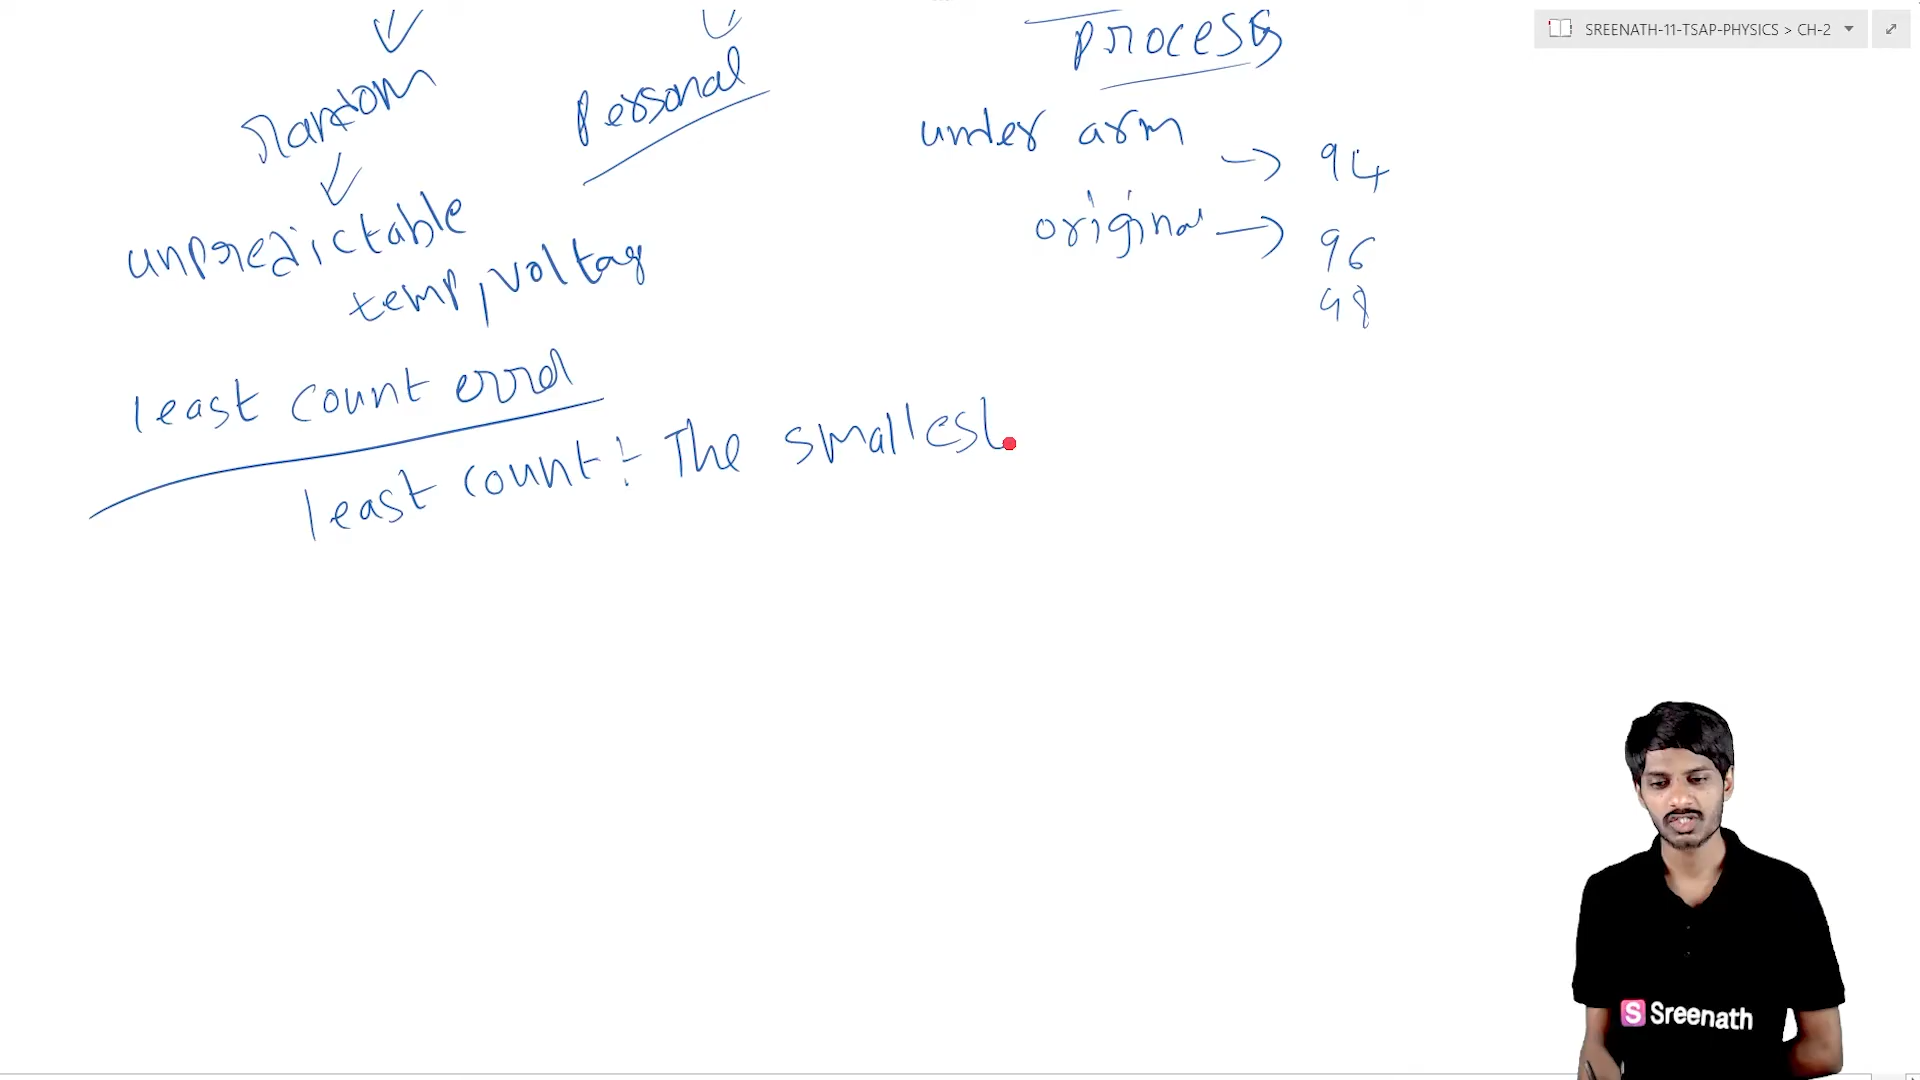 SREENATH-11-TSAP-PHYSICS > CH-2
Process
Random
Personal
under arm → 94
original → 96
98
unpredictable
temp, voltag
least count error
least count :- The smallest
S Sreenath